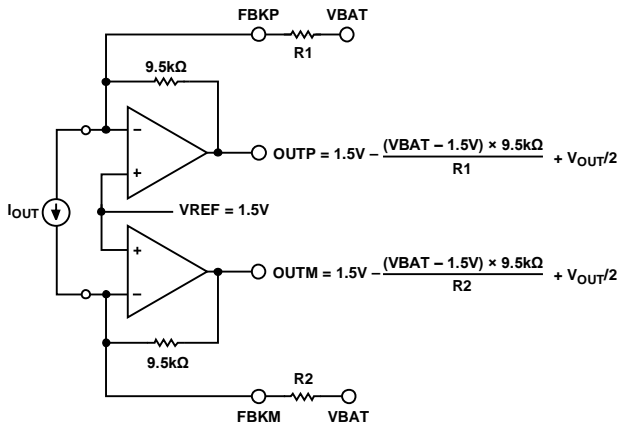 FBKP VBAT
R1
9.5kΩ
−
+
OUTP = 1.5V – (VBAT – 1.5V) × 9.5kΩ / R1 + VOUT/2
IOUT
VREF = 1.5V
+
−
OUTM = 1.5V – (VBAT – 1.5V) × 9.5kΩ / R2 + VOUT/2
9.5kΩ
R2
FBKM VBAT